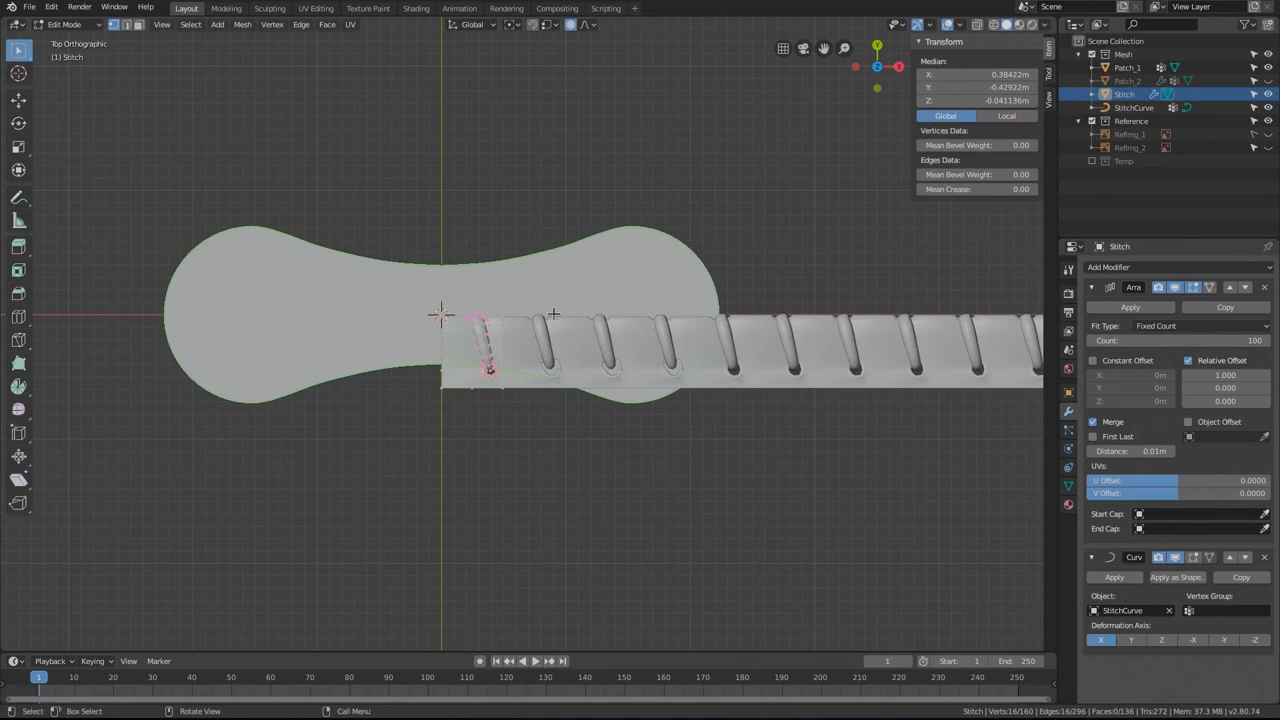 File Edit Render Window Help
Layout Modeling Sculpting UV Editing Texture Paint Shading Animation Rendering Compositing Scripting +
Scene
View Layer
Edit Mode
View Select Add Mesh Vertex Edge Face UV
Global
Top Orthographic
(1) Stitch
Y
X
Z
Transform
Median:
X: 0.38422m
Y: -0.42922m
Z: -0.041136m
Global Local
Vertices Data:
Mean Bevel Weight: 0.00
Edges Data:
Mean Bevel Weight: 0.00
Mean Crease: 0.00
Item
Tool
View
Scene Collection
Mesh
Patch_1
Patch_2
Stitch
StitchCurve
Reference
RefImg_1
RefImg_2
Temp
Stitch
Add Modifier
Arra
Apply Copy
Fit Type: Fixed Count
Count: 100
Constant Offset Relative Offset
X: 0m 1.000
Y: 0m 0.000
Z: 0m 0.000
Merge Object Offset
First Last
Distance: 0.01m
UVs:
U Offset: 0.0000
V Offset: 0.0000
Start Cap:
End Cap:
Curv
Apply Apply as Shape.. Copy
Object: Vertex Group:
StitchCurve
Deformation Axis:
X Y Z -X -Y -Z
Playback Keying View Marker
1 Start: 1 End: 250
1 10 20 30 40 50 60 70 80 90 100 110 120 130 140 150 160 170 180 190 200 210 220 230 240 250
Select Box Select Rotate View Call Menu
Stitch | Verts:16/160 | Edges:16/296 | Faces:0/136 | Tris:272 | Mem: 37.3 MB | v2.80.74